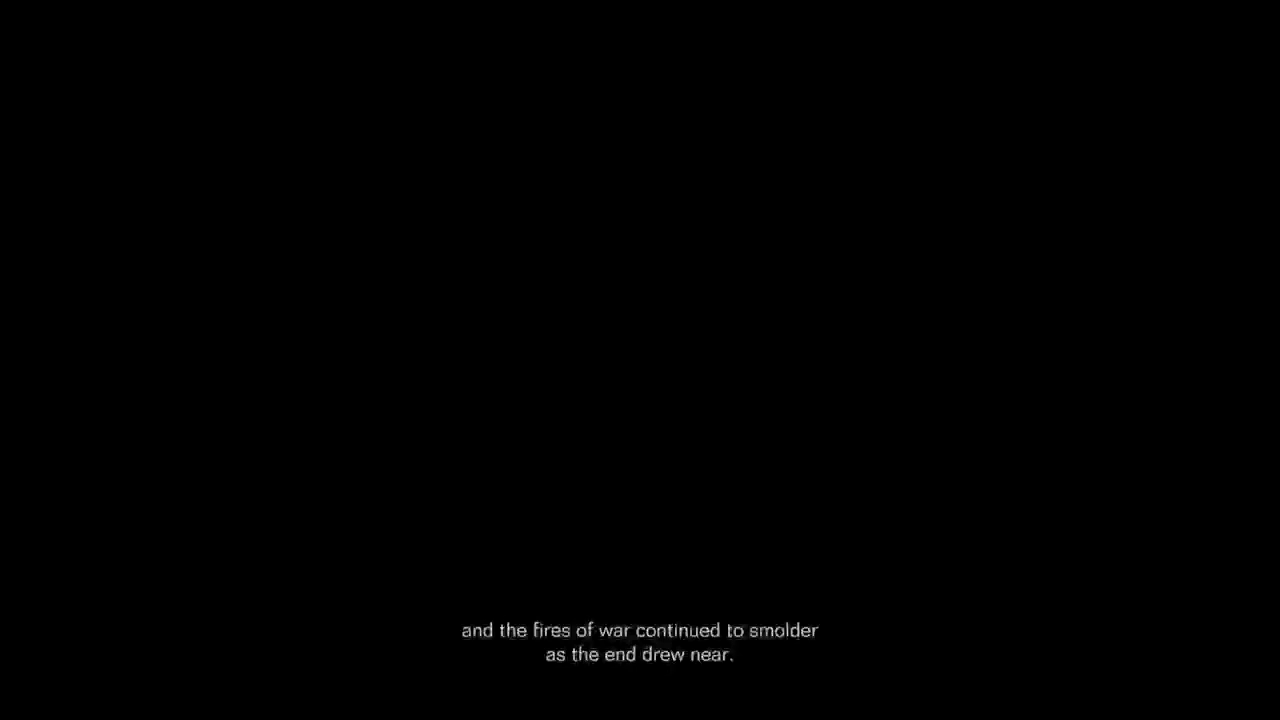 and the fires of war continued to smolder
as the end drew near.